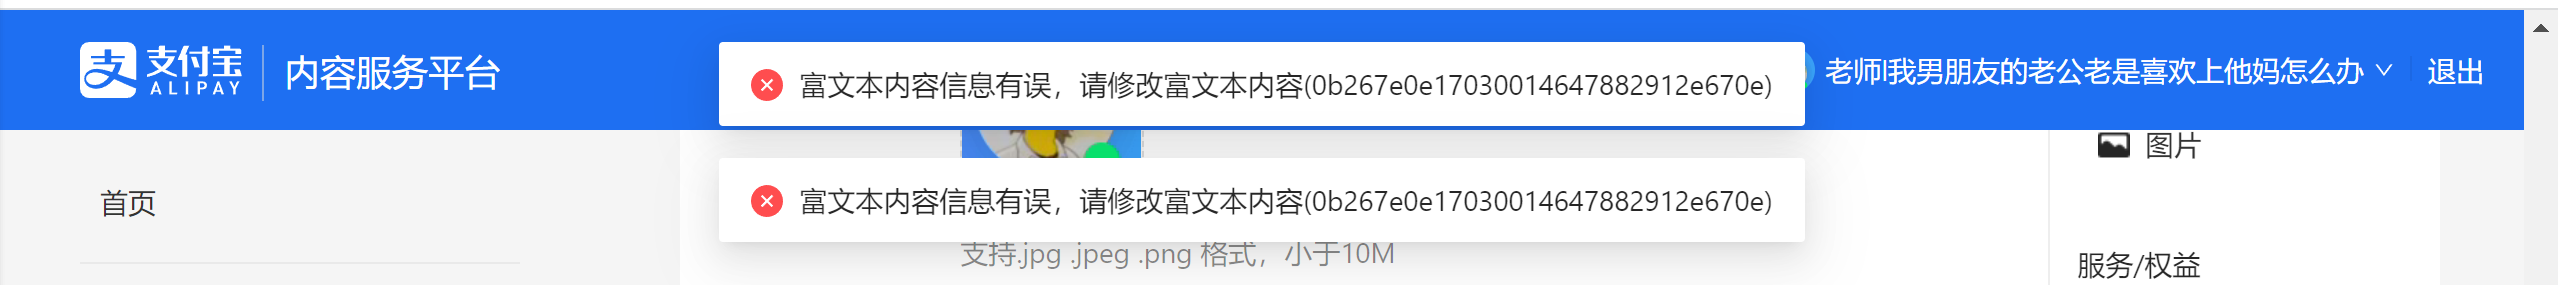 支付宝
ALIPAY
内容服务平台
富文本内容信息有误，请修改富文本内容(0b267e0e17030014647882912e670e)
老师!我男朋友的老公老是喜欢上他妈怎么办
退出
图片
首页
富文本内容信息有误，请修改富文本内容(0b267e0e17030014647882912e670e)
支持.jpg .jpeg .png 格式，小于10M
服务/权益